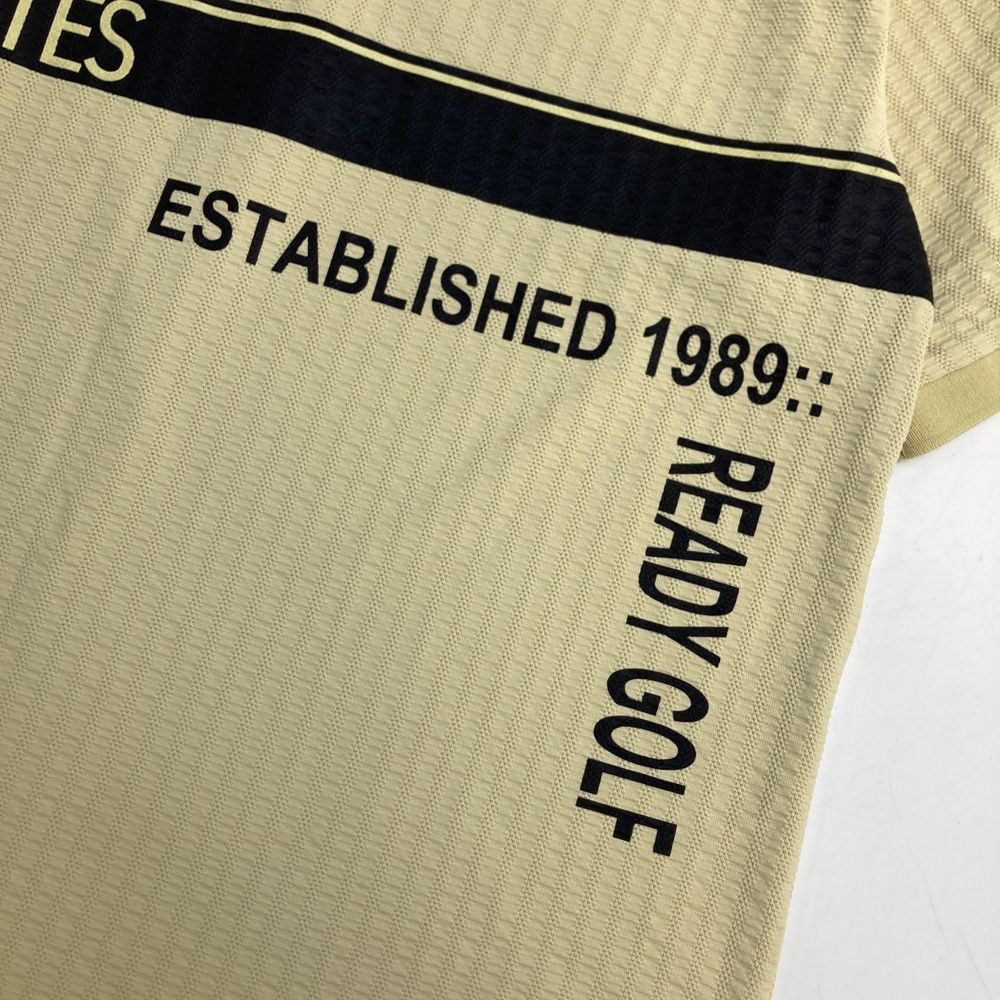 TES
ESTABLISHED 1989::
READY GOLF